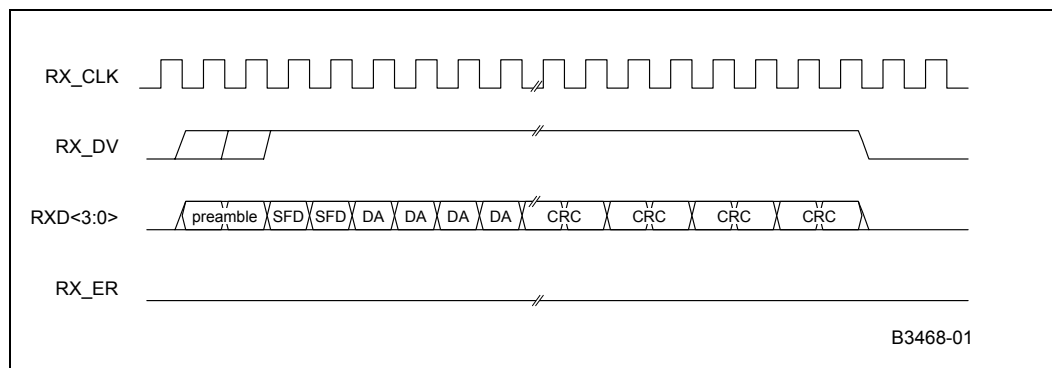 RX_CLK
RX_DV
RXD<3:0> preamble SFD SFD DA DA DA DA CRC CRC CRC CRC
RX_ER
B3468-01